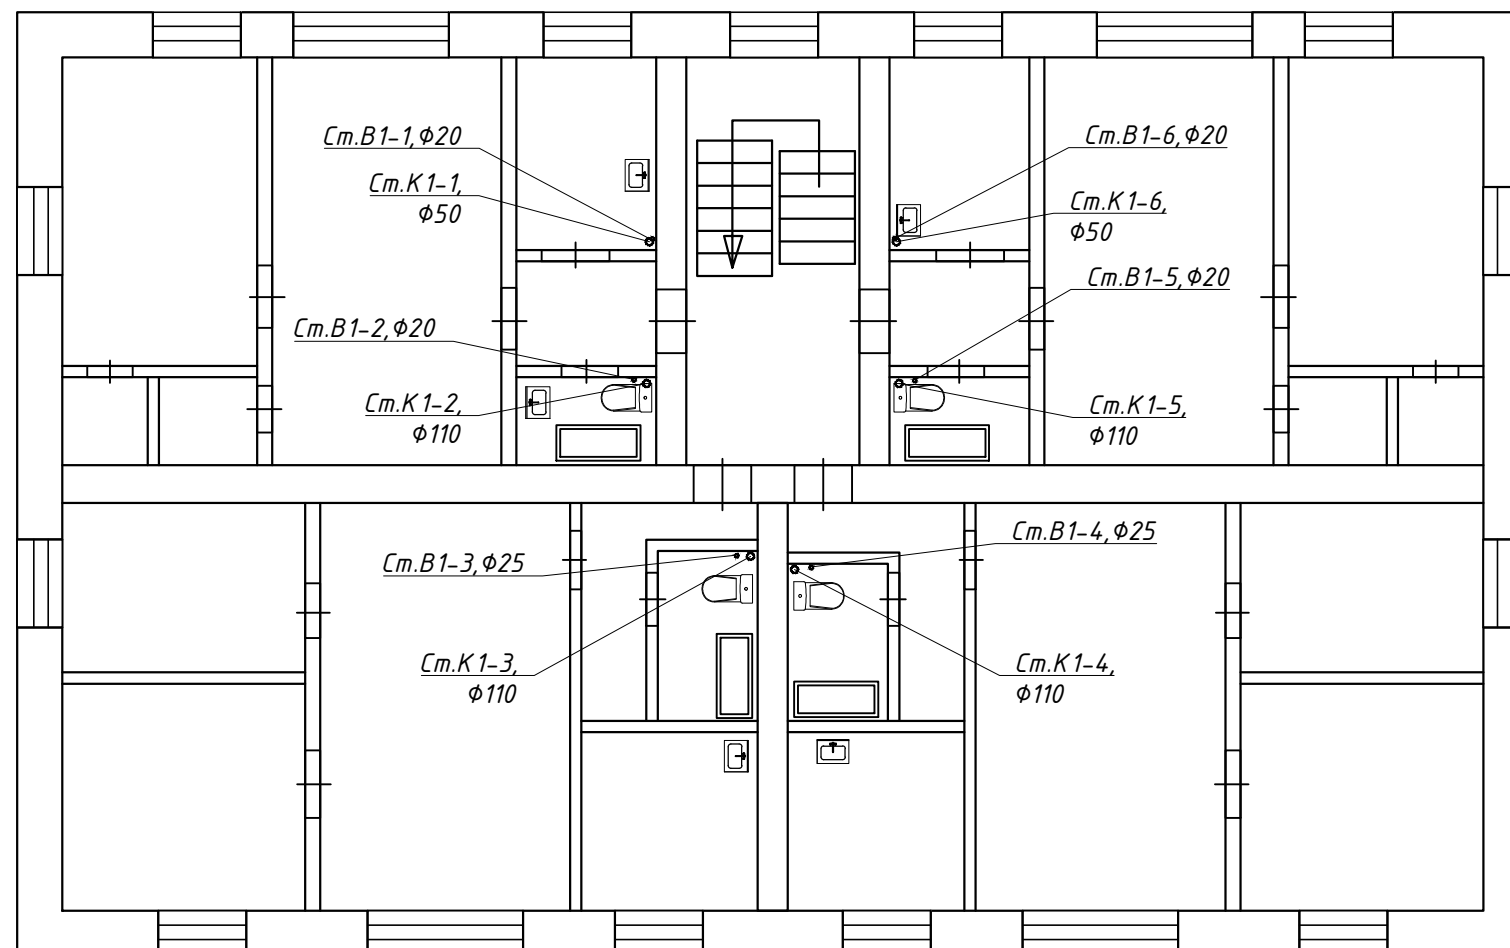 Ст.В1-1,Ф20
Ст.К1-1,
Ф50
Ст.В1-6,Ф20
Ст.К1-6,
Ф50
Ст.В1-5,Ф20
Ст.В1-2,Ф20
Ст.К1-2,
Ф110
Ст.К1-5,
Ф110
Ст.В1-3,Ф25
Ст.В1-4,Ф25
Ст.К1-3,
Ф110
Ст.К1-4,
Ф110